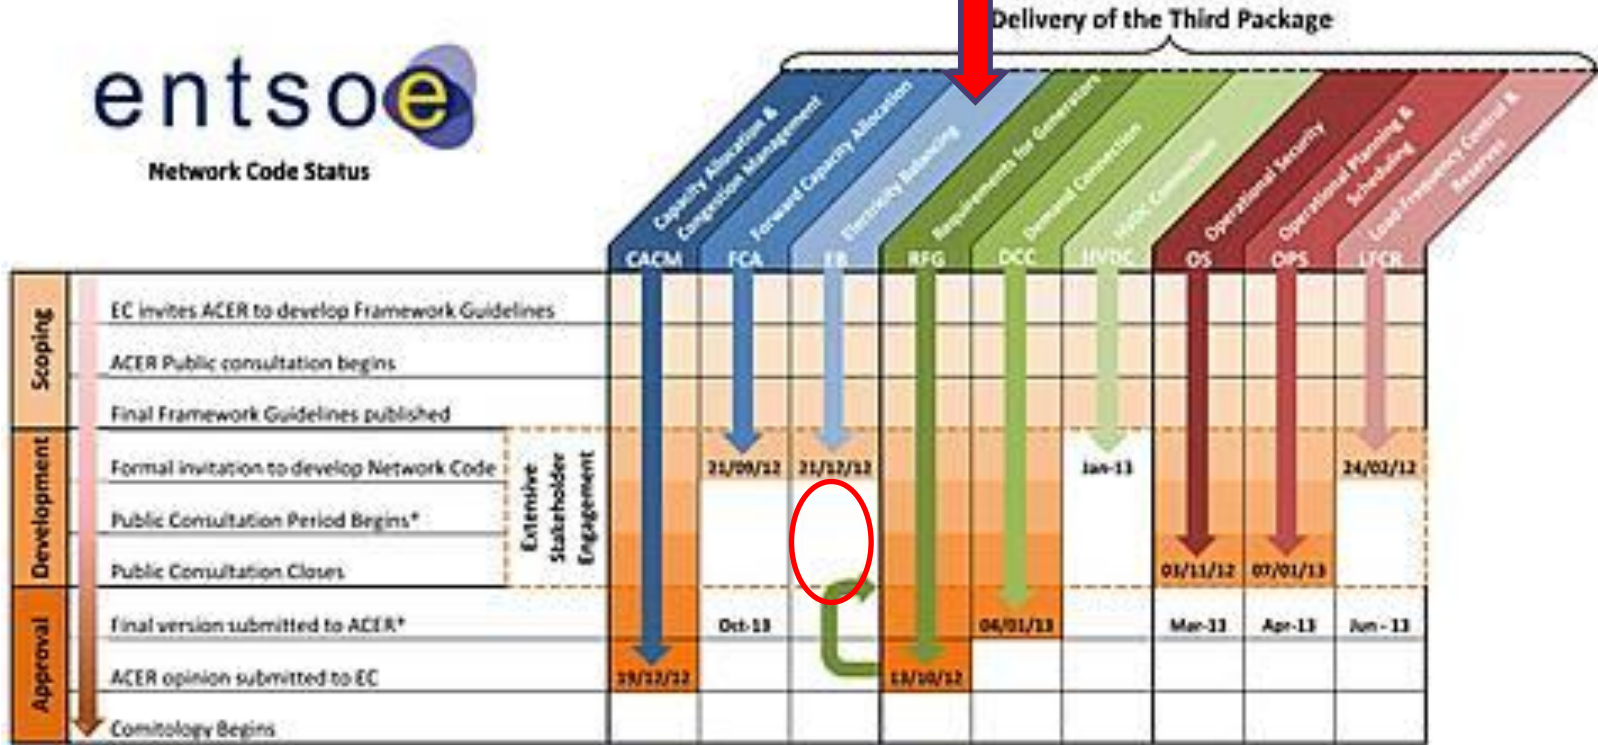 Delivery of the Third Package
entsoe
Network Code Status
Capacity Allocation &
Congestion Management
Forward Capacity Allocation
Electricity Balancing
Requirements for Generators
Demand Connection
HVDC Connection
Operational Security
Operational Planning &
Scheduling
Load Frequency Control &
Reserves
CACM FCA EB RFG DCC HVDC OS OPS LFCR
Scoping
EC invites ACER to develop Framework Guidelines
ACER Public consultation begins
Final Framework Guidelines published
Development
Formal invitation to develop Network Code
Public Consultation Period Begins*
Public Consultation Closes
Extensive
Stakeholder
Engagement
21/09/12 21/12/12 Jan-13 24/02/12
03/11/12 07/01/13
Approval
Final version submitted to ACER*
Oct-13 04/01/13 Mar-13 Apr-13 Jun - 13
ACER opinion submitted to EC
19/12/12 13/10/12
Comitology Begins